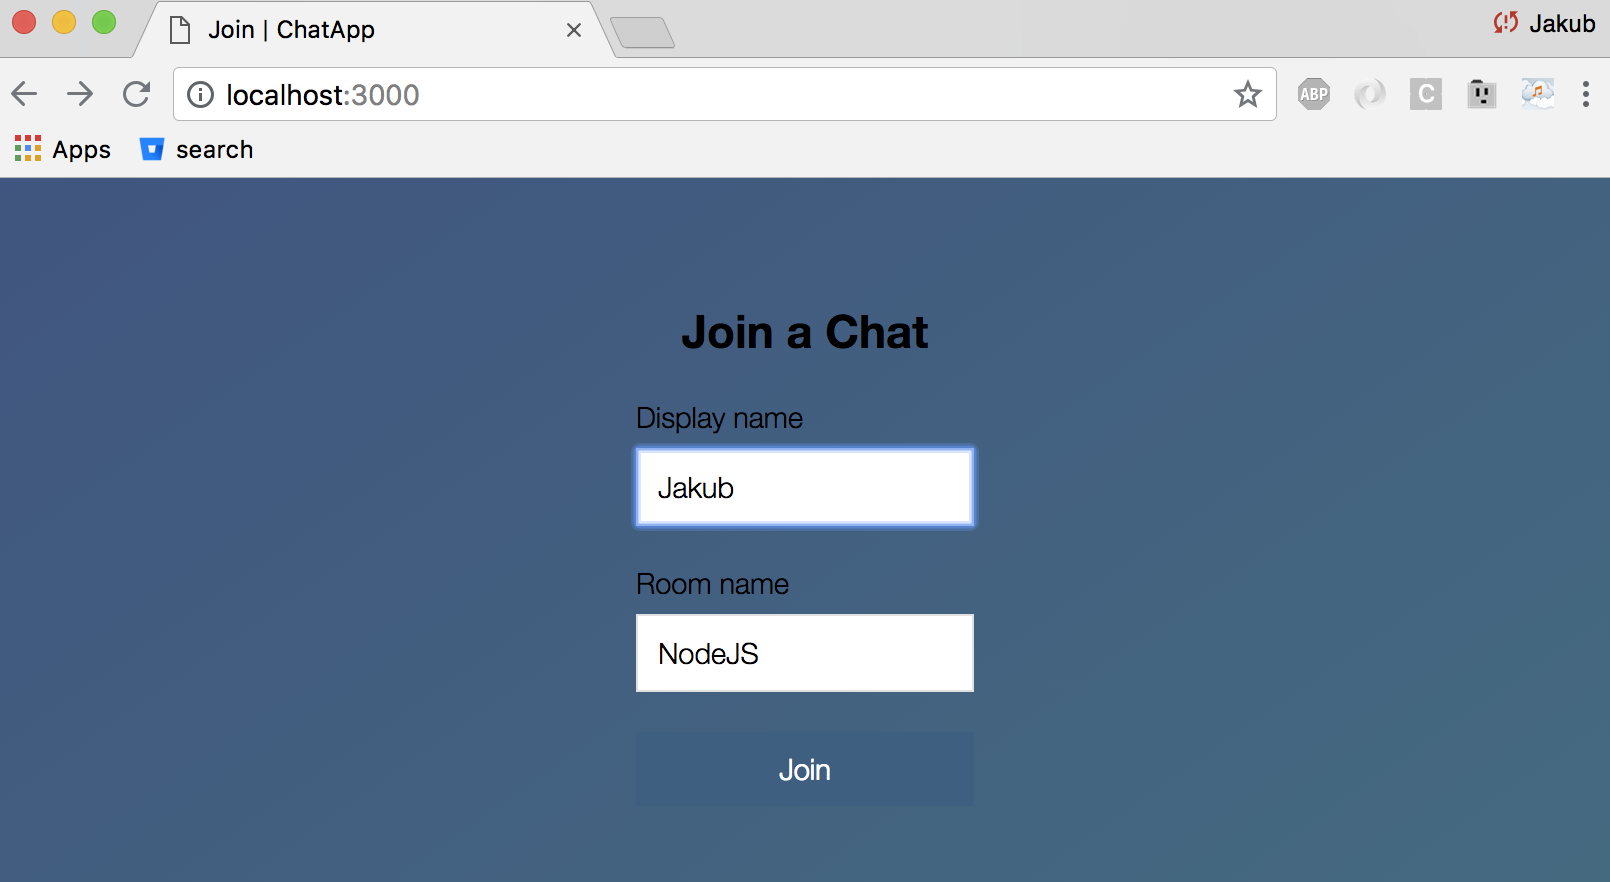 Join | ChatApp
Jakub
localhost:3000
ABP
C
Apps
search
Join a Chat
Display name
Jakub
Room name
NodeJS
Join